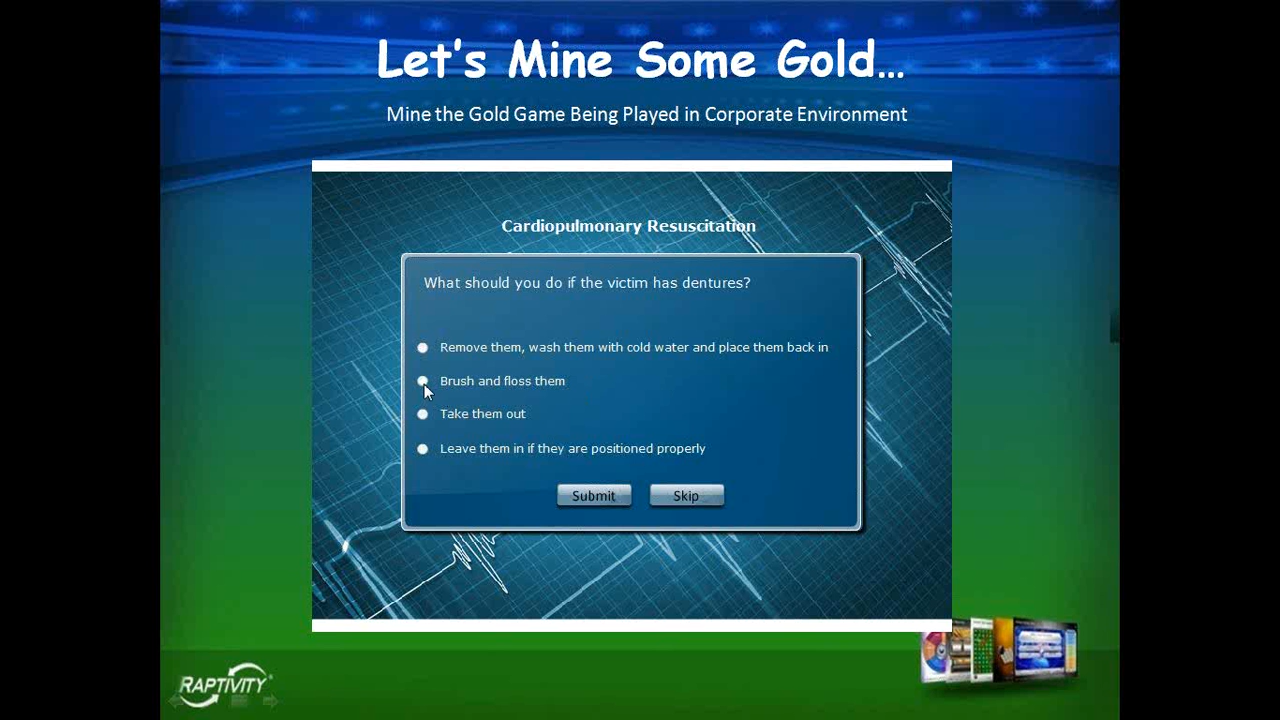 Let's Mine Some Gold...
Mine the Gold Game Being Played in Corporate Environment
Cardiopulmonary Resuscitation
What should you do if the victim has dentures?
Remove them, wash them with cold water and place them back in
Brush and floss them
Take them out
Leave them in if they are positioned properly
Submit
Skip
RAPTIVITY®